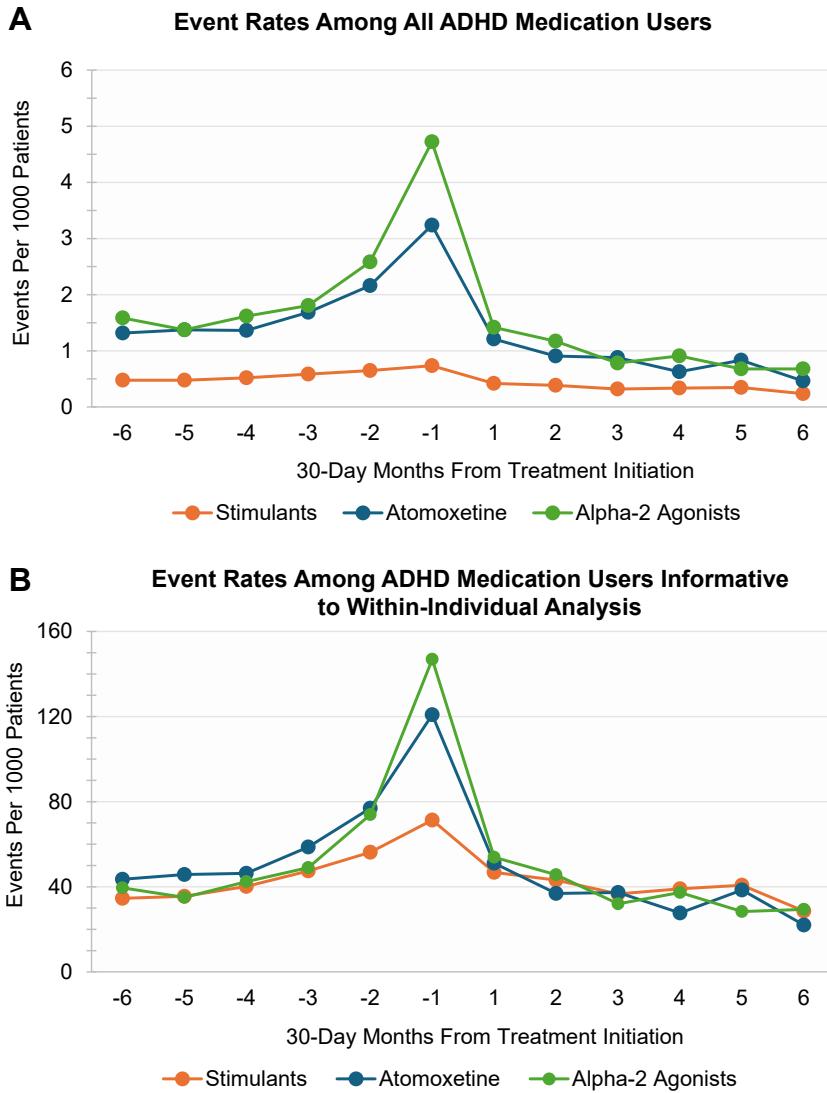 A
Event Rates Among All ADHD Medication Users
Events Per 1000 Patients
6
5
4
3
2
1
0
-6 -5 -4 -3 -2 -1 1 2 3 4 5 6
30-Day Months From Treatment Initiation
Stimulants Atomoxetine Alpha-2 Agonists
B
Event Rates Among ADHD Medication Users Informative
to Within-Individual Analysis
Events Per 1000 Patients
160
120
80
40
0
-6 -5 -4 -3 -2 -1 1 2 3 4 5 6
30-Day Months From Treatment Initiation
Stimulants Atomoxetine Alpha-2 Agonists